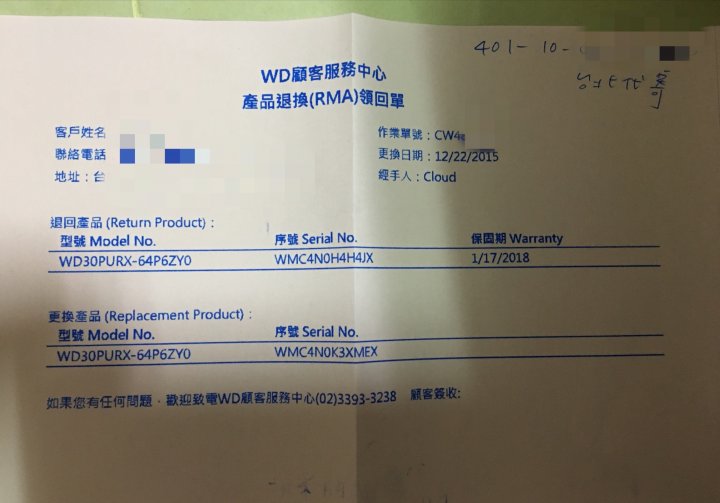 401-10-
WD顧客服務中心
產品退換(RMA)領回單
客戶姓名
聯絡電話
地址：台
作業單號：CW4
更換日期：12/22/2015
經手人：Cloud
退回產品 (Return Product)：
型號 Model No. 序號 Serial No. 保固期 Warranty
WD30PURX-64P6ZY0 WMC4N0H4H4JX 1/17/2018
更換產品 (Replacement Product)：
型號 Model No. 序號 Serial No.
WD30PURX-64P6ZY0 WMC4N0K3XMEX
如果您有任何問題，歡迎致電WD顧客服務中心(02)3393-3238 顧客簽收: